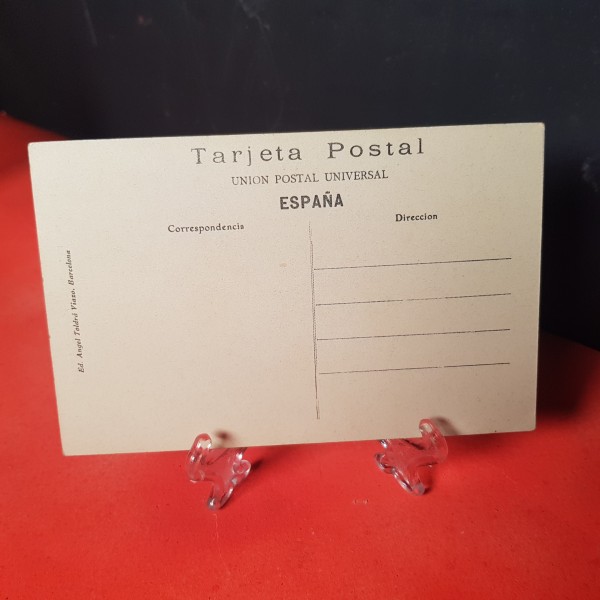 Tarjeta Postal
UNION POSTAL UNIVERSAL
ESPAÑA
Correspondencia
Direccion
Ed. Angel Toldrá Viazo. Barcelona